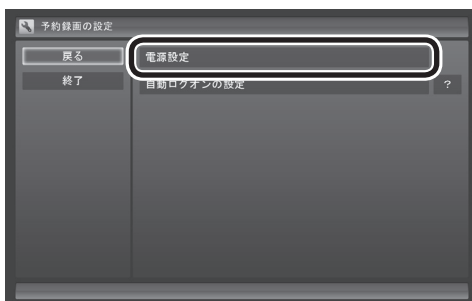 予約録画の設定
戻る
電源設定
終了
自動ログオンの設定
?